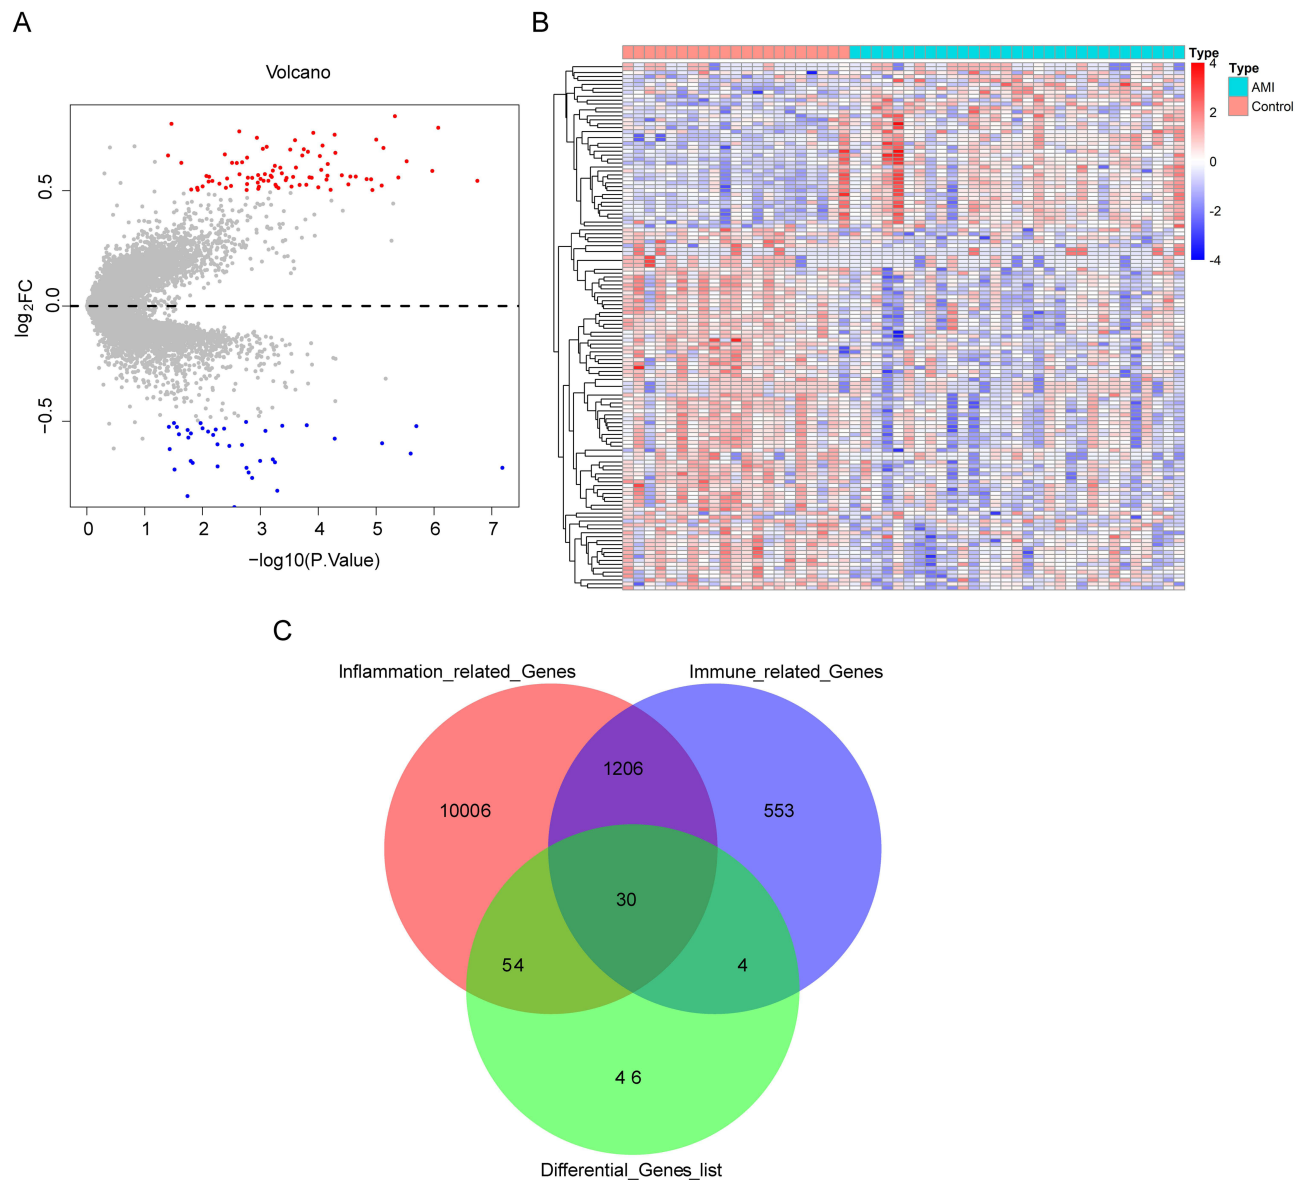 A
B
Volcano
log2FC
0.5
0.0
−0.5
0 1 2 3 4 5 6 7
−log10(P.Value)
Type
4
2
0
-2
-4
Type
AMI
Control
C
Inflammation_related_Genes
Immune_related_Genes
1206
10006
553
30
54
4
4 6
Differential_Genes_list